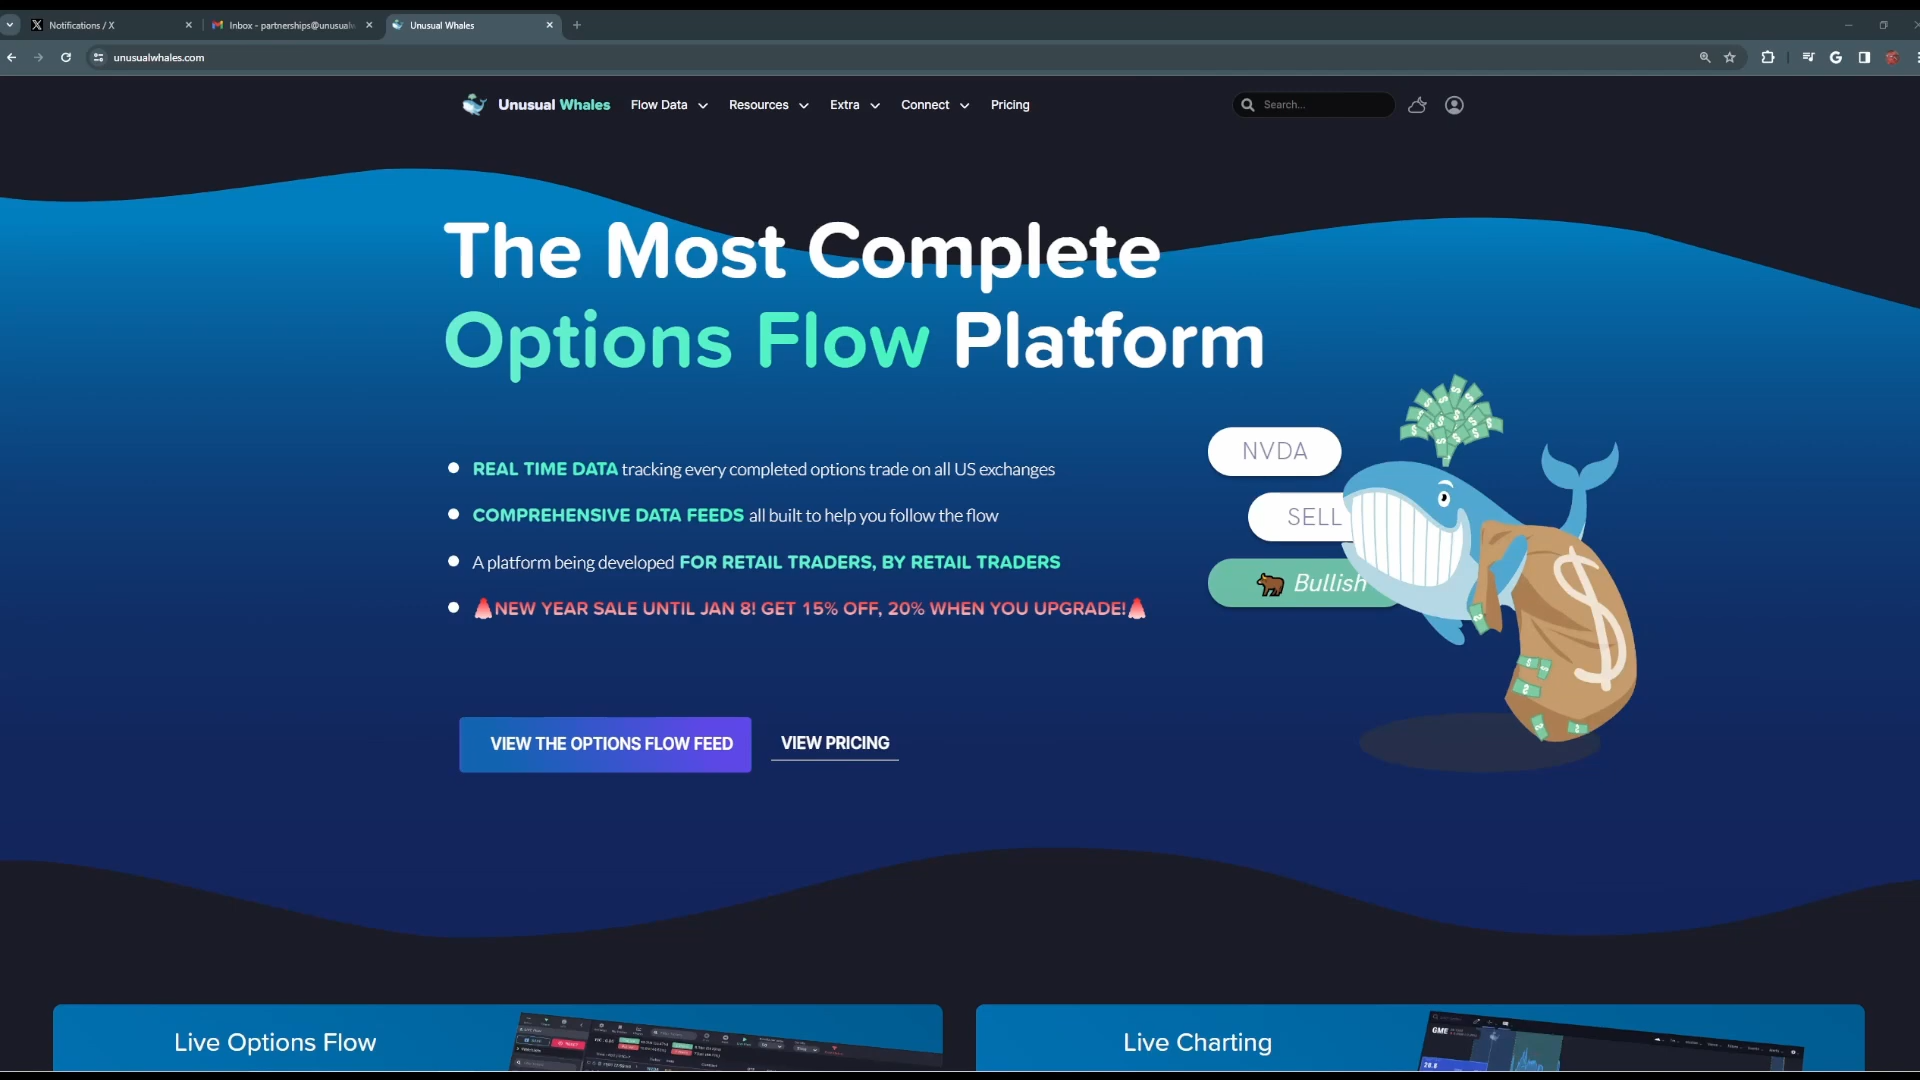 Notifications / X
Inbox - partnerships@unusualw
Unusual Whales
unusualwhales.com
Unusual Whales
Flow Data
Resources
Extra
Connect
Pricing
Search...
The Most Complete
Options Flow Platform
REAL TIME DATA tracking every completed options trade on all US exchanges
COMPREHENSIVE DATA FEEDS all built to help you follow the flow
A platform being developed FOR RETAIL TRADERS, BY RETAIL TRADERS
NEW YEAR SALE UNTIL JAN 8! GET 15% OFF, 20% WHEN YOU UPGRADE!
NVDA
SELL
Bullish
VIEW THE OPTIONS FLOW FEED
VIEW PRICING
Live Options Flow
Live Charting
GME